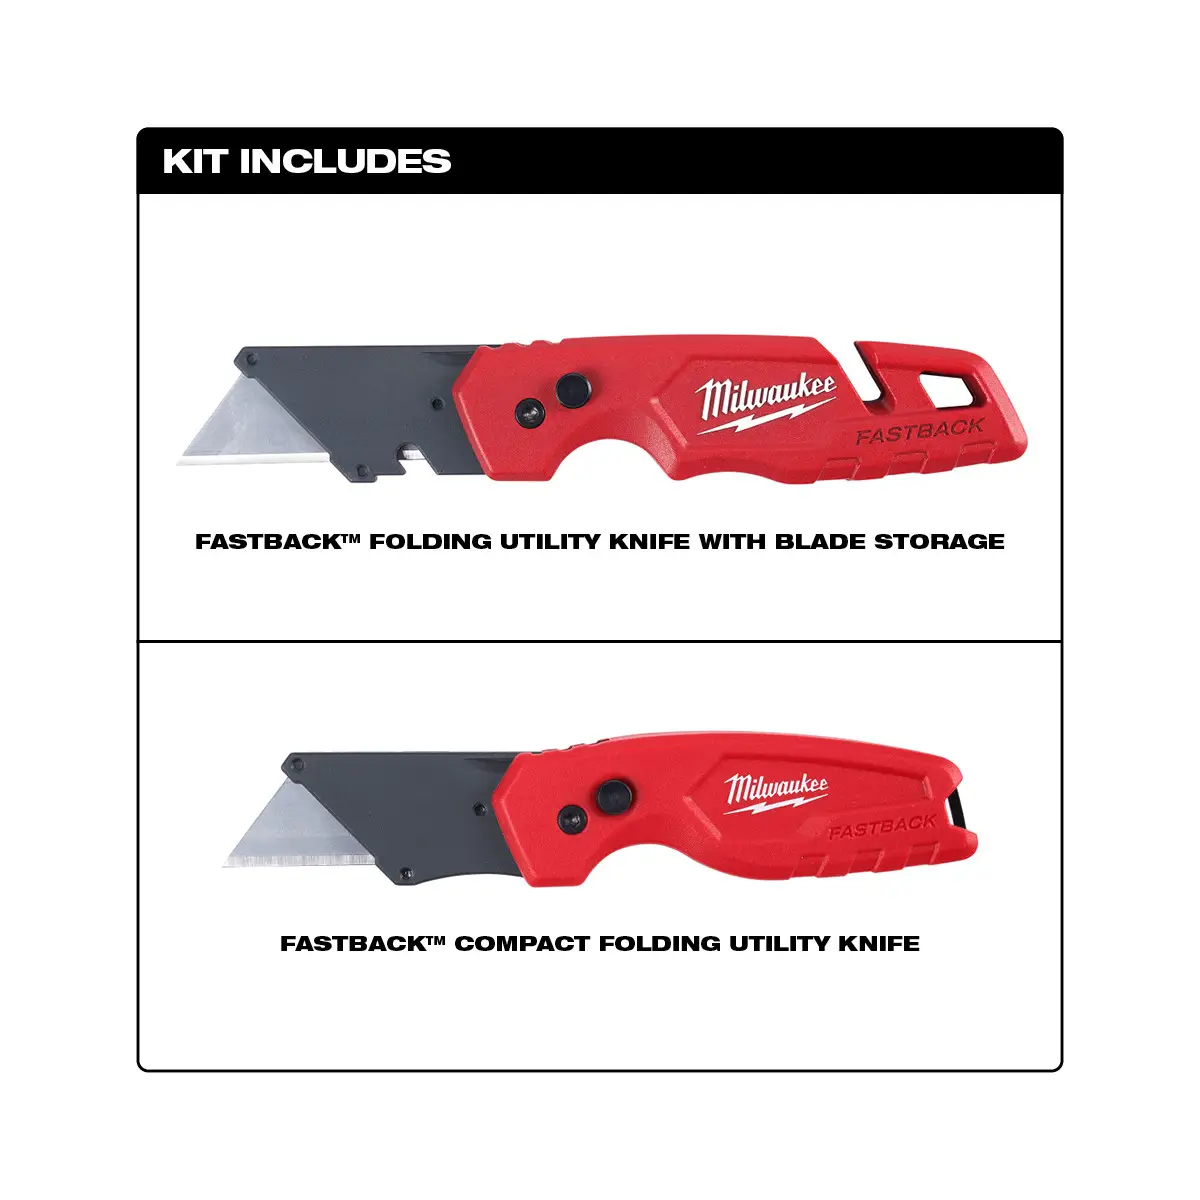 KIT INCLUDES
Milwaukee
FASTBACK
FASTBACK™ FOLDING UTILITY KNIFE WITH BLADE STORAGE
Milwaukee
FASTBACK
FASTBACK™ COMPACT FOLDING UTILITY KNIFE